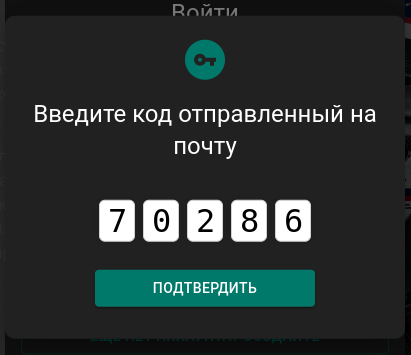 Войти
Введите код отправленный на
почту
7 0 2 8 6
ПОДТВЕРДИТЬ